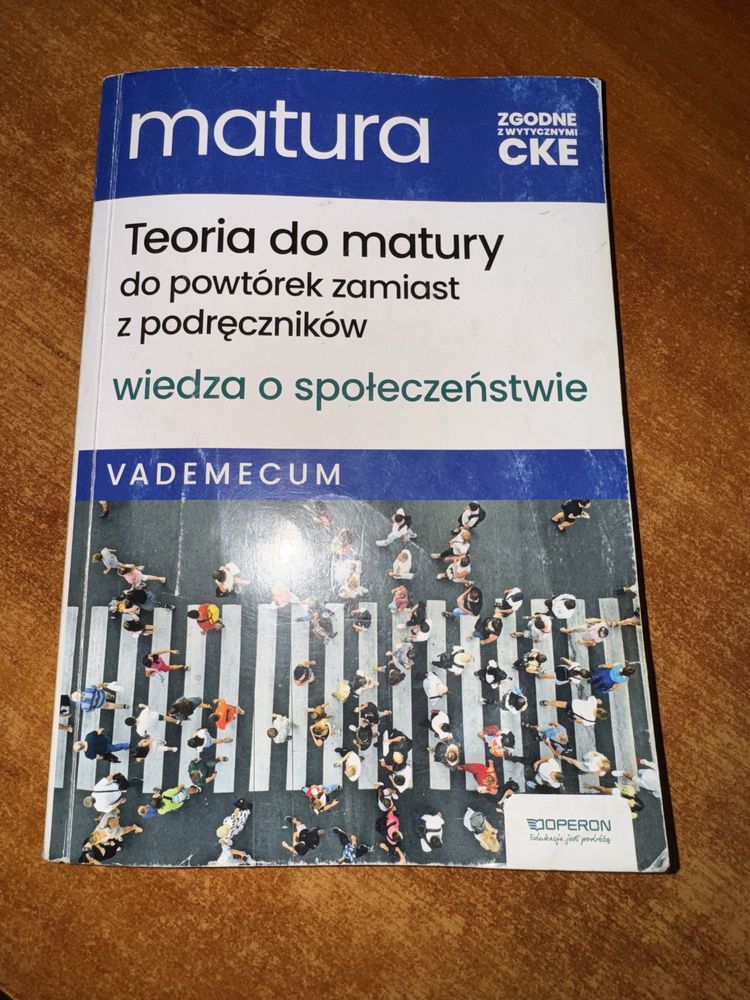 matura
ZGODNE
Z WYTYCZNYMI
CKE
Teoria do matury
do powtórek zamiast
z podręczników
wiedza o społeczeństwie
VADEMECUM
OPERON
Edukacja jest podróżą